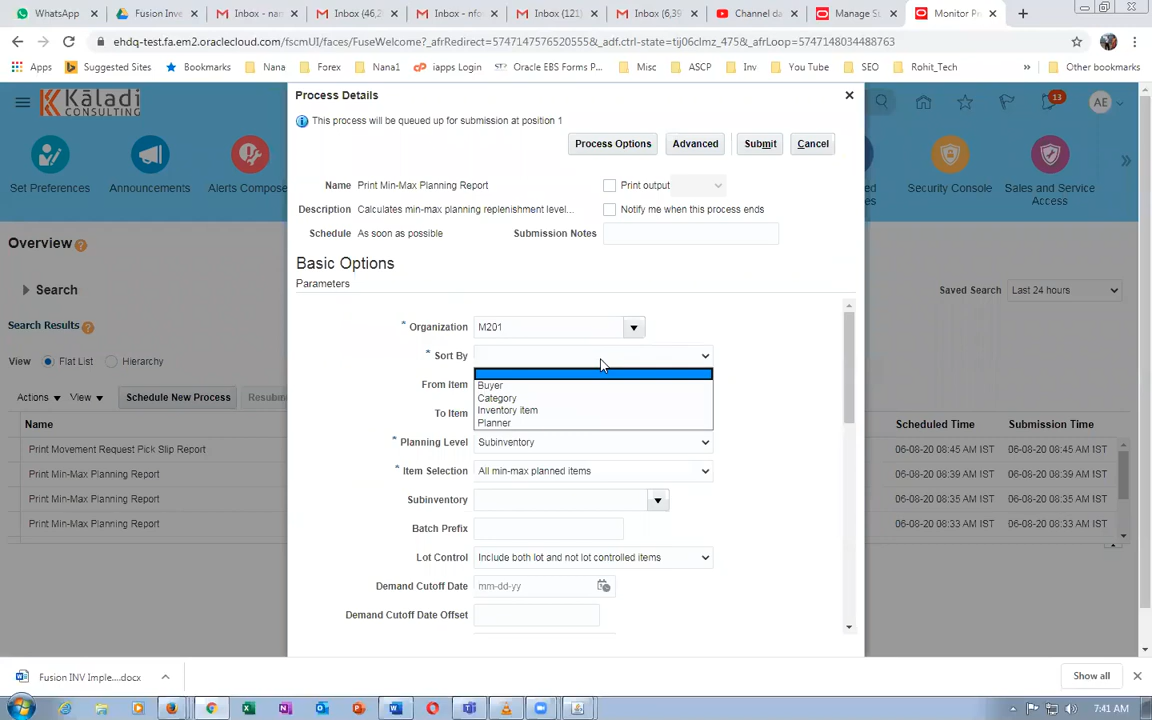 WhatsApp
Fusion Inve
Inbox - nan
Inbox (46,2
Inbox - nfo
Inbox (121)
Inbox (6,39
Channel da
Manage Su
Monitor Pr
ehdq-test.fa.em2.oraclecloud.com/fscmUI/faces/FuseWelcome?_afrRedirect=574714757652055&_adf.ctrl-state=tij06clmz_475&_afrLoop=5747148034488763
Apps
Suggested Sites
Bookmarks
Nana
Forex
Nana1
iapps Login
Oracle EBS Forms P...
Misc
ASCP
Inv
You Tube
SEO
Rohit_Tech
»
Other bookmarks
Kāladi
CONSULTING
13
AE
Set Preferences
Announcements
Alerts Compose
Security Console
Sales and Service
Access
Overview
Search
Saved Search
Last 24 hours
Search Results
View
Flat List
Hierarchy
Actions
View
Schedule New Process
Resubm
Name
Scheduled Time
Submission Time
Print Movement Request Pick Slip Report
06-08-20 08:45 AM IST
06-08-20 08:45 AM IST
Print Min-Max Planning Report
06-08-20 08:39 AM IST
06-08-20 08:39 AM IST
Print Min-Max Planning Report
06-08-20 08:35 AM IST
06-08-20 08:35 AM IST
Print Min-Max Planning Report
06-08-20 08:33 AM IST
06-08-20 08:33 AM IST
Process Details
This process will be queued up for submission at position 1
Process Options
Advanced
Submit
Cancel
Name
Print Min-Max Planning Report
Print output
Description
Calculates min-max planning replenishment level...
Notify me when this process ends
Schedule
As soon as possible
Submission Notes
Basic Options
Parameters
* Organization
M201
* Sort By
Buyer
Category
Inventory item
Planner
From Item
To Item
* Planning Level
Subinventory
* Item Selection
All min-max planned items
Subinventory
Batch Prefix
Lot Control
Include both lot and not lot controlled items
Demand Cutoff Date
mm-dd-yy
Demand Cutoff Date Offset
Fusion INV Imple....docx
Show all
7:41 AM